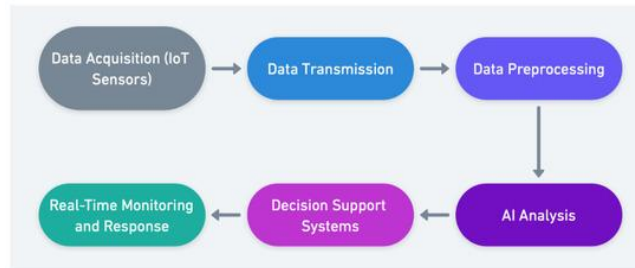 Data Acquisition (IoT
Sensors)
Data Transmission
Data Preprocessing
AI Analysis
Decision Support
Systems
Real-Time Monitoring
and Response